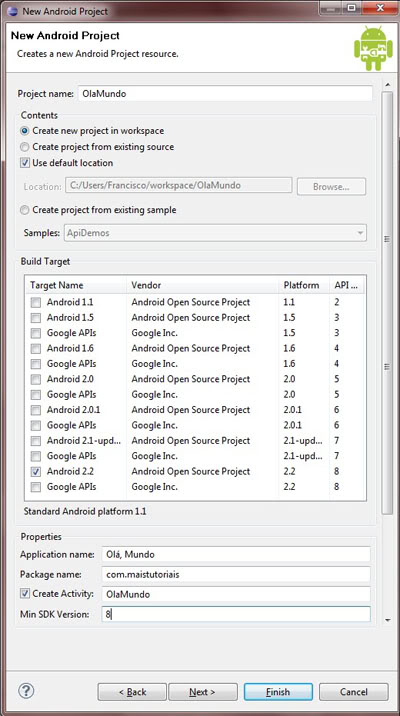 New Android Project
New Android Project
Creates a new Android Project resource.
Project name: OlaMundo
Contents
Create new project in workspace
Create project from existing source
Use default location
Location: C:/Users/Francisco/workspace/OlaMundo Browse...
Create project from existing sample
Samples: ApiDemos
Build Target
Target Name Vendor Platform API ...
Android 1.1 Android Open Source Project 1.1 2
Android 1.5 Android Open Source Project 1.5 3
Google APIs Google Inc. 1.5 3
Android 1.6 Android Open Source Project 1.6 4
Google APIs Google Inc. 1.6 4
Android 2.0 Android Open Source Project 2.0 5
Google APIs Google Inc. 2.0 5
Android 2.0.1 Android Open Source Project 2.0.1 6
Google APIs Google Inc. 2.0.1 6
Android 2.1-upd... Android Open Source Project 2.1-upd... 7
Google APIs Google Inc. 2.1-upd... 7
Android 2.2 Android Open Source Project 2.2 8
Google APIs Google Inc. 2.2 8
Standard Android platform 1.1
Properties
Application name: Olá, Mundo
Package name: com.maistutoriais
Create Activity: OlaMundo
Min SDK Version: 8
? < Back Next > Finish Cancel